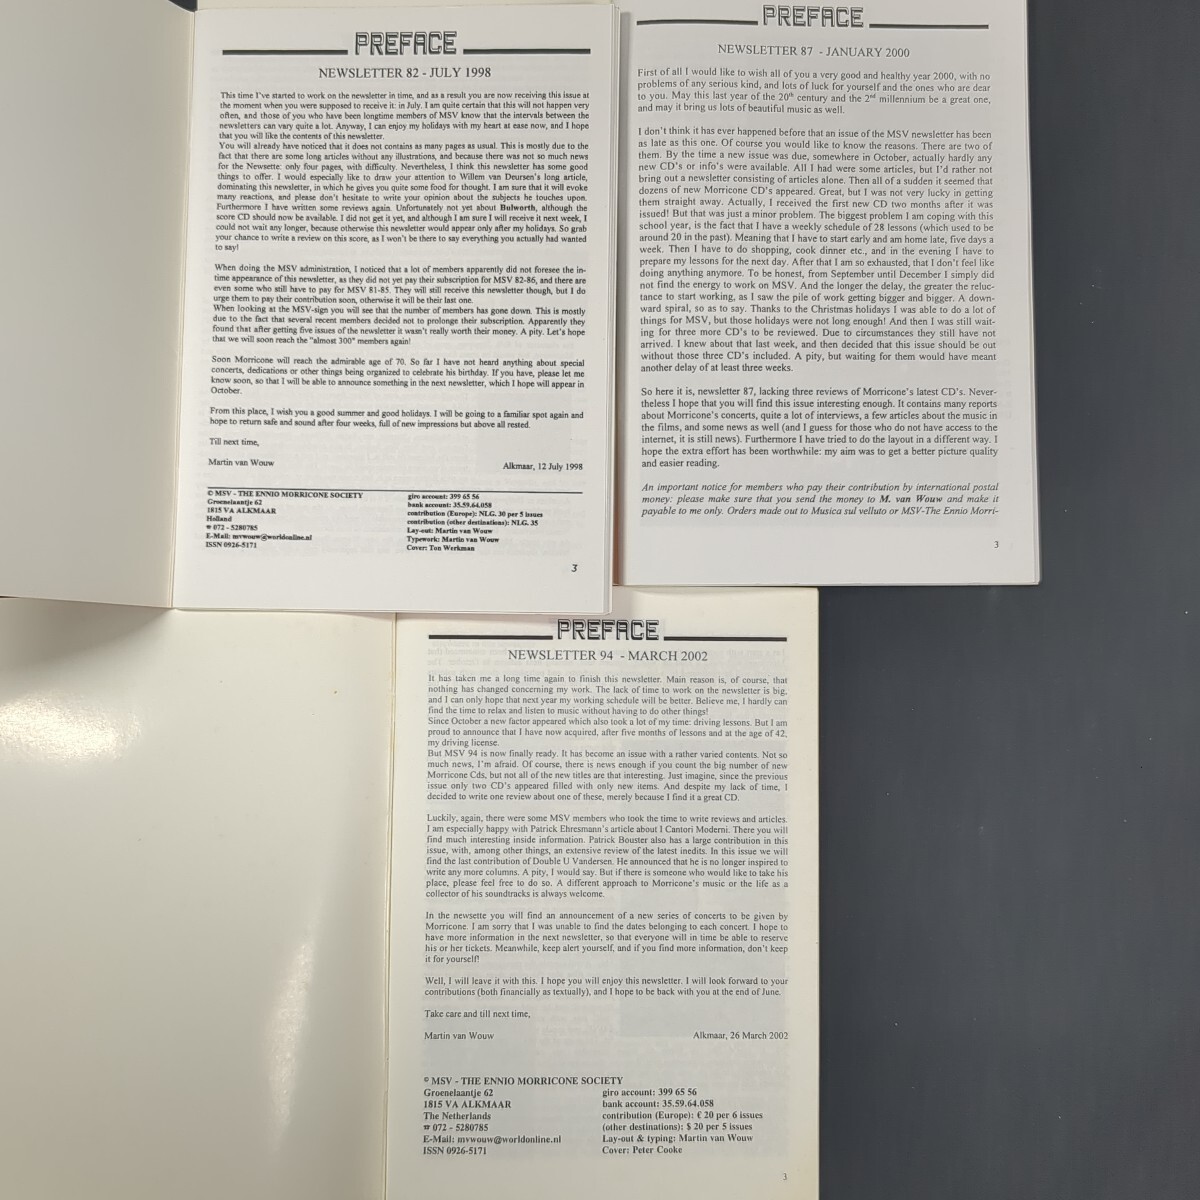 PREFACE
NEWSLETTER 82 - JULY 1998
This time I've started to work on the newsletter in time, and as a result you are now receiving this issue at
the moment when you were supposed to receive it: in July. I am quite certain that this will not happen very
often, and those of you who have been longtime members of MSV know that the intervals between the
newsletters can vary quite a lot. Anyway, I can enjoy my holidays with my heart at ease now, and I hope
that you will like the contents of this newsletter.
You will already have noticed that it does not contain as many pages as usual. This is mostly due to the
fact that there are some long articles without any illustrations, and because there was not so much news
for the Newsette: only four pages, with difficulty. Nevertheless, I think this newsletter has some good
things to offer. I would especially like to draw your attention to Willem van Deursen's long article,
dominating this newsletter, in which he gives you quite some food for thought. I am sure that it will evoke
many reactions, and please don't hesitate to write your opinion about the subjects he touches upon.
Furthermore I have written some reviews again. Unfortunately not yet about Bulworth, although the
score CD should now be available. I did not get it yet, and although I am sure I will receive it next week, I
could not wait any longer, because otherwise this newsletter would appear only after my holidays. So grab
your chance to write a review on this score, as I won't be there to say everything you actually had wanted
to say!
When doing the MSV administration, I noticed that a lot of members apparently did not foresee the in-
time appearance of this newsletter, as they did not yet pay their subscription for MSV 82-86, and there are
even some who still have to pay for MSV 81-85. They will still receive this newsletter though, but I do
urge them to pay their contribution soon, otherwise it will be their last one.
When looking at the MSV-sign you will see that the number of members has gone down. This is mostly
due to the fact that several recent members decided not to prolonge their subscription. Apparently they
found that after getting five issues of the newsletter it wasn't really worth their money. A pity. Let's hope
that we will soon reach the "almost 300" members again!
Soon Morricone will reach the admirable age of 70. So far I have not heard anything about special
concerts, dedications or other things being organized to celebrate his birthday. If you have, please let me
know soon, so that I will be able to announce something in the next newsletter, which I hope will appear in
October.
From this place, I wish you a good summer and good holidays. I will be going to a familiar spot again and
hope to return safe and sound after four weeks, full of new impressions but above all rested.
Till next time,
Martin van Wouw Alkmaar, 12 July 1998
© MSV - THE ENNIO MORRICONE SOCIETY
Groenelaantje 62
1815 VA ALKMAAR
Holland
☎ 072 - 5280785
E-Mail: mvwouw@worldonline.nl
ISSN 0926-5171
giro account: 399 65 56
bank account: 35.59.64.058
contribution (Europe): NLG. 30 per 5 issues
contribution (other destinations): NLG. 35
Lay-out: Martin van Wouw
Typework: Martin van Wouw
Cover: Ton Werkman
3
PREFACE
NEWSLETTER 87 - JANUARY 2000
First of all I would like to wish all of you a very good and healthy year 2000, with no
problems of any serious kind, and lots of luck for yourself and the ones who are dear
to you. May this last year of the 20th century and the 2nd millennium be a great one,
and may it bring us lots of beautiful music as well.
I don't think it has ever happened before that an issue of the MSV newsletter has been
as late as this one. Of course you would like to know the reasons. There are two of
them. By the time a new issue was due, somewhere in October, actually hardly any
new CD's or info's were available. All I had were some articles, but I'd rather not
bring out a newsletter consisting of articles alone. Then all of a sudden it seemed that
dozens of new Morricone CD's appeared. Great, but I was not very lucky in getting
them straight away. Actually, I received the first new CD two months after it was
issued! But that was just a minor problem. The biggest problem I am coping with this
school year, is the fact that I have a weekly schedule of 28 lessons (which used to be
around 20 in the past). Meaning that I have to start early and am home late, five days a
week. Then I have to do shopping, cook dinner etc., and in the evening I have to
prepare my lessons for the next day. After that I am so exhausted, that I don't feel like
doing anything anymore. To be honest, from September until December I simply did
not find the energy to work on MSV. And the longer the delay, the greater the reluc-
tance to start working, as I saw the pile of work getting bigger and bigger. A down-
ward spiral, so as to say. Thanks to the Christmas holidays I was able to do a lot of
things for MSV, but those holidays were not long enough! And then I was still wait-
ing for three more CD's to be reviewed. Due to circumstances they still have not
arrived. I knew about that last week, and then decided that this issue should be out
without those three CD's included. A pity, but waiting for them would have meant
another delay of at least three weeks.
So here it is, newsletter 87, lacking three reviews of Morricone's latest CD's. Never-
theless I hope that you will find this issue interesting enough. It contains many reports
about Morricone's concerts, quite a lot of interviews, a few articles about the music in
the films, and some news as well (and I guess for those who do not have access to the
internet, it is still news). Furthermore I have tried to do the layout in a different way. I
hope the extra effort has been worthwhile: my aim was to get a better picture quality
and easier reading.
An important notice for members who pay their contribution by international postal
money: please make sure that you send the money to M. van Wouw and make it
payable to me only. Orders made out to Musica sul velluto or MSV-The Ennio Morri-
3
PREFACE
NEWSLETTER 94 - MARCH 2002
It has taken me a long time again to finish this newsletter. Main reason is, of course, that
nothing has changed concerning my work. The lack of time to work on the newsletter is big,
and I can only hope that next year my working schedule will be better. Believe me, I hardly can
find the time to relax and listen to music without having to do other things!
Since October a new factor appeared which also took a lot of my time: driving lessons. But I am
proud to announce that I have now acquired, after five months of lessons and at the age of 42,
my driving license.
But MSV 94 is now finally ready. It has become an issue with a rather varied contents. Not so
much news, I'm afraid. Of course, there is news enough if you count the big number of new
Morricone Cds, but not all of the new titles are that interesting. Just imagine, since the previous
issue only two CD's appeared filled with only new items. And despite my lack of time, I
decided to write one review about one of these, merely because I find it a great CD.
Luckily, again, there were some MSV members who took the time to write reviews and articles.
I am especially happy with Patrick Ehresmann's article about I Cantori Moderni. There you will
find much interesting inside information. Patrick Bouster also has a large contribution in this
issue, with, among other things, an extensive review of the latest inedits. In this issue we will
find the last contribution of Double U Vandersen. He announced that he is no longer inspired to
write any more columns. A pity, I would say. But if there is someone who would like to take his
place, please feel free to do so. A different approach to Morricone's music or the life as a
collector of his soundtracks is always welcome.
In the newsette you will find an announcement of a new series of concerts to be given by
Morricone. I am sorry that I was unable to find the dates belonging to each concert. I hope to
have more information in the next newsletter, so that everyone will in time be able to reserve
his or her tickets. Meanwhile, keep alert yourself, and if you find more information, don't keep
it for yourself!
Well, I will leave it with this. I hope you will enjoy this newsletter. I will look forward to your
contributions (both financially as textually), and I hope to be back with you at the end of June.
Take care and till next time,
Martin van Wouw Alkmaar, 26 March 2002
© MSV - THE ENNIO MORRICONE SOCIETY
Groenelaantje 62
1815 VA ALKMAAR
The Netherlands
☎ 072 - 5280785
E-Mail: mvwouw@worldonline.nl
ISSN 0926-5171
giro account: 399 65 56
bank account: 35.59.64.058
contribution (Europe): € 20 per 6 issues
(other destinations): $ 20 per 5 issues
Lay-out & typing: Martin van Wouw
Cover: Peter Cooke
3